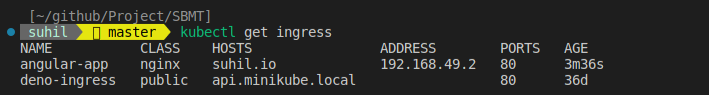 [~/github/Project/SBMT]
suhil master kubectl get ingress
NAME CLASS HOSTS ADDRESS PORTS AGE
angular-app nginx suhil.io 192.168.49.2 80 3m36s
deno-ingress public api.minikube.local 80 36d